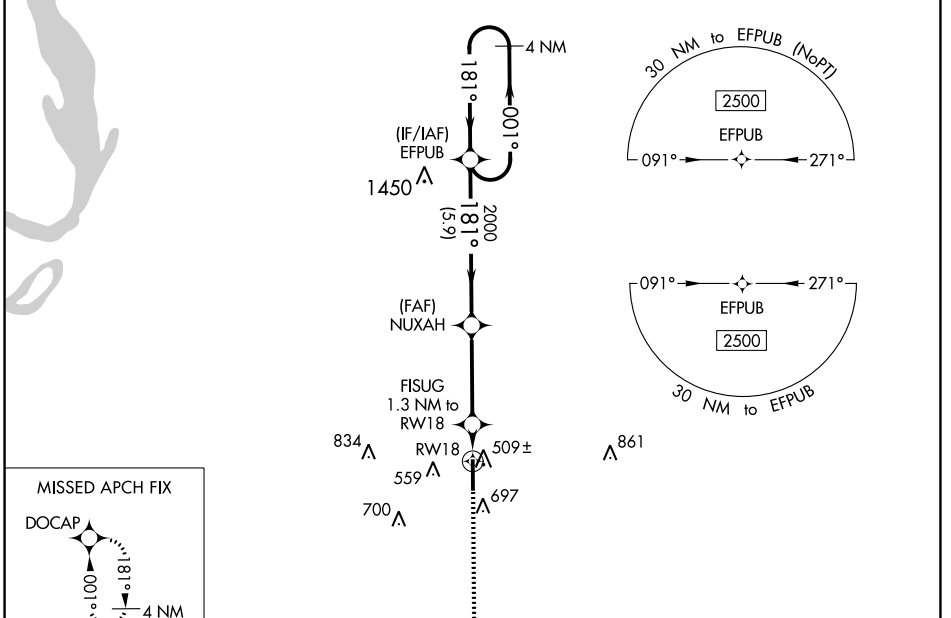 4 NM
181°
001°
(IF/IAF)
EFPUB
1450
2000
181°
(5.9)
(FAF)
NUXAH
FISUG
1.3 NM to
RW18
834
RW18
509±
861
559
700
697
30 NM to EFPUB (NoPT)
2500
EFPUB
091°
271°
091°
271°
EFPUB
2500
30 NM to EFPUB
MISSED APCH FIX
DOCAP
181°
001°
4 NM